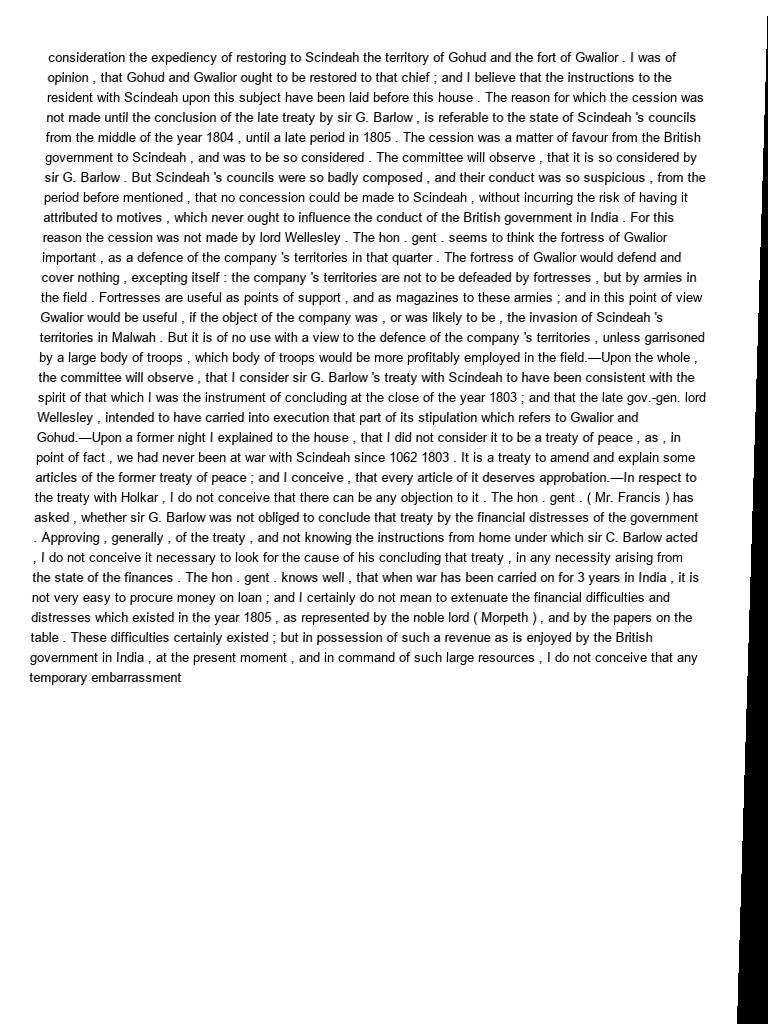 consideration the expediency of restoring to Scindeah the territory of Gohud and the fort of Gwalior . I was of
opinion , that Gohud and Gwalior ought to be restored to that chief ; and I believe that the instructions to the
resident with Scindeah upon this subject have been laid before this house . The reason for which the cession was
not made until the conclusion of the late treaty by sir G. Barlow , is referable to the state of Scindeah 's councils
from the middle of the year 1804 , until a late period in 1805 . The cession was a matter of favour from the British
government to Scindeah , and was to be so considered . The committee will observe , that it is so considered by
sir G. Barlow . But Scindeah 's councils were so badly composed , and their conduct was so suspicious , from the
period before mentioned , that no concession could be made to Scindeah , without incurring the risk of having it
attributed to motives , which never ought to influence the conduct of the British government in India . For this
reason the cession was not made by lord Wellesley . The hon . gent . seems to think the fortress of Gwalior
important , as a defence of the company 's territories in that quarter . The fortress of Gwalior would defend and
cover nothing , excepting itself : the company 's territories are not to be defeaded by fortresses , but by armies in
the field . Fortresses are useful as points of support , and as magazines to these armies ; and in this point of view
Gwalior would be useful , if the object of the company was , or was likely to be , the invasion of Scindeah 's
territories in Malwah . But it is of no use with a view to the defence of the company 's territories , unless garrisoned
by a large body of troops , which body of troops would be more profitably employed in the field.—Upon the whole ,
the committee will observe , that I consider sir G. Barlow 's treaty with Scindeah to have been consistent with the
spirit of that which I was the instrument of concluding at the close of the year 1803 ; and that the late gov.-gen. lord
Wellesley , intended to have carried into execution that part of its stipulation which refers to Gwalior and
Gohud.—Upon a former night I explained to the house , that I did not consider it to be a treaty of peace , as , in
point of fact , we had never been at war with Scindeah since 1062 1803 . It is a treaty to amend and explain some
articles of the former treaty of peace ; and I conceive , that every article of it deserves approbation.—In respect to
the treaty with Holkar , I do not conceive that there can be any objection to it . The hon . gent . ( Mr. Francis ) has
asked , whether sir G. Barlow was not obliged to conclude that treaty by the financial distresses of the government
. Approving , generally , of the treaty , and not knowing the instructions from home under which sir C. Barlow acted
, I do not conceive it necessary to look for the cause of his concluding that treaty , in any necessity arising from
the state of the finances . The hon . gent . knows well , that when war has been carried on for 3 years in India , it is
not very easy to procure money on loan ; and I certainly do not mean to extenuate the financial difficulties and
distresses which existed in the year 1805 , as represented by the noble lord ( Morpeth ) , and by the papers on the
table . These difficulties certainly existed ; but in possession of such a revenue as is enjoyed by the British
government in India , at the present moment , and in command of such large resources , I do not conceive that any
temporary embarrassment